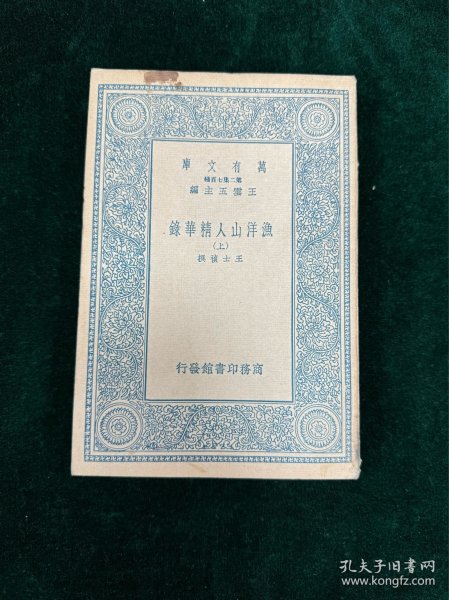 庫文有萬
種百七集二第
編主五雲王
錄華精人山洋漁
(上)
撰禎士王
行發館書印務商
孔夫子旧书网
www.kongfz.com